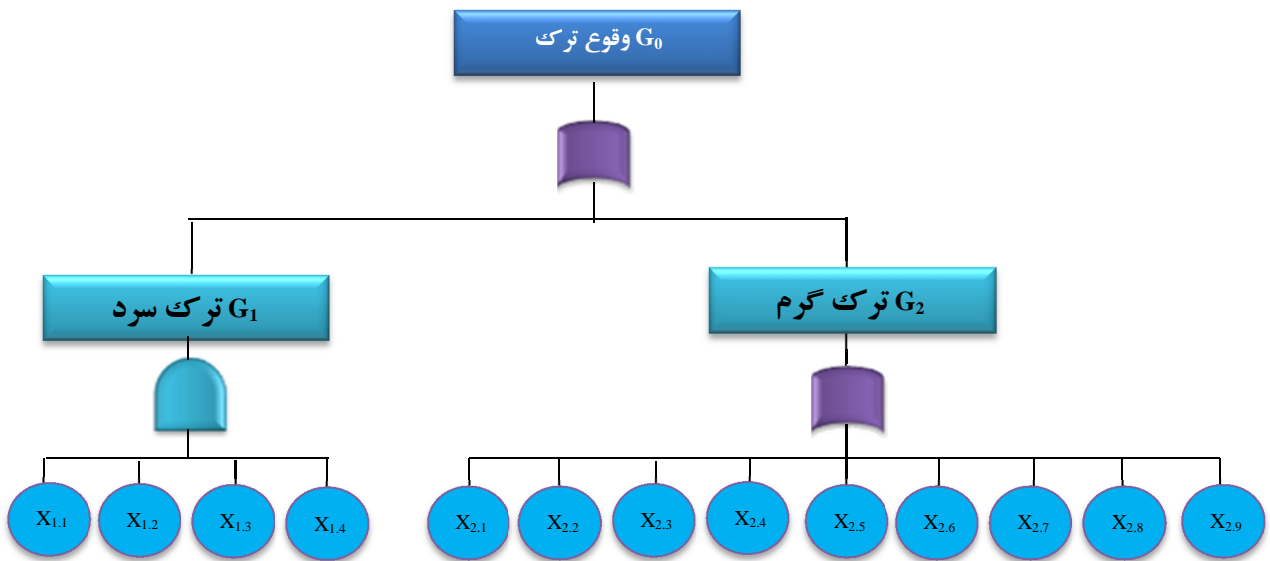 G₀ وقوع ترک
G₁ ترک سرد
G₂ ترک گرم
X₁.₁ X₁.₂ X₁.₃ X₁.₄ X₂.₁ X₂.₂ X₂.₃ X₂.₄ X₂.₅ X₂.₆ X₂.₇ X₂.₈ X₂.₉